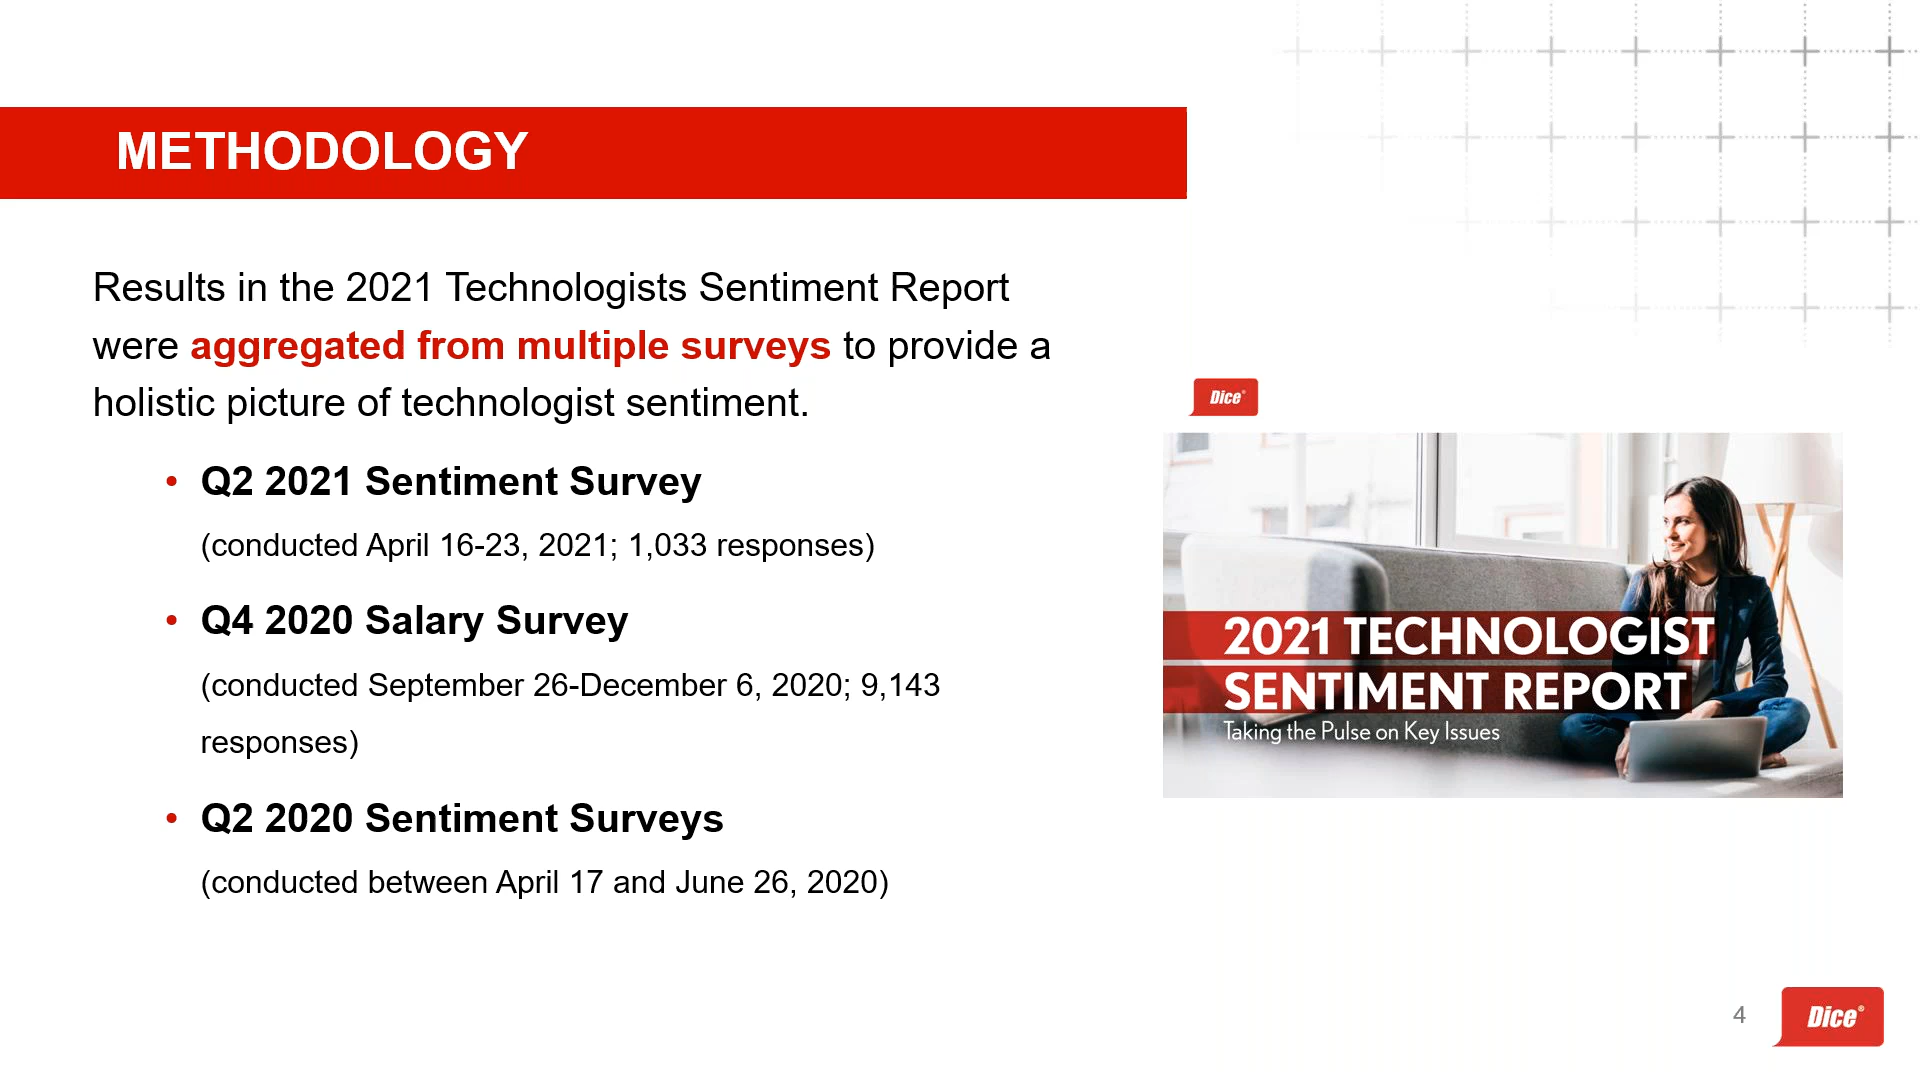 METHODOLOGY
Results in the 2021 Technologists Sentiment Report
were aggregated from multiple surveys to provide a
holistic picture of technologist sentiment.
• Q2 2021 Sentiment Survey
(conducted April 16-23, 2021; 1,033 responses)
• Q4 2020 Salary Survey
(conducted September 26-December 6, 2020; 9,143
responses)
• Q2 2020 Sentiment Surveys
(conducted between April 17 and June 26, 2020)
Dice®
2021 TECHNOLOGIST
SENTIMENT REPORT
Taking the Pulse on Key Issues
4
Dice®